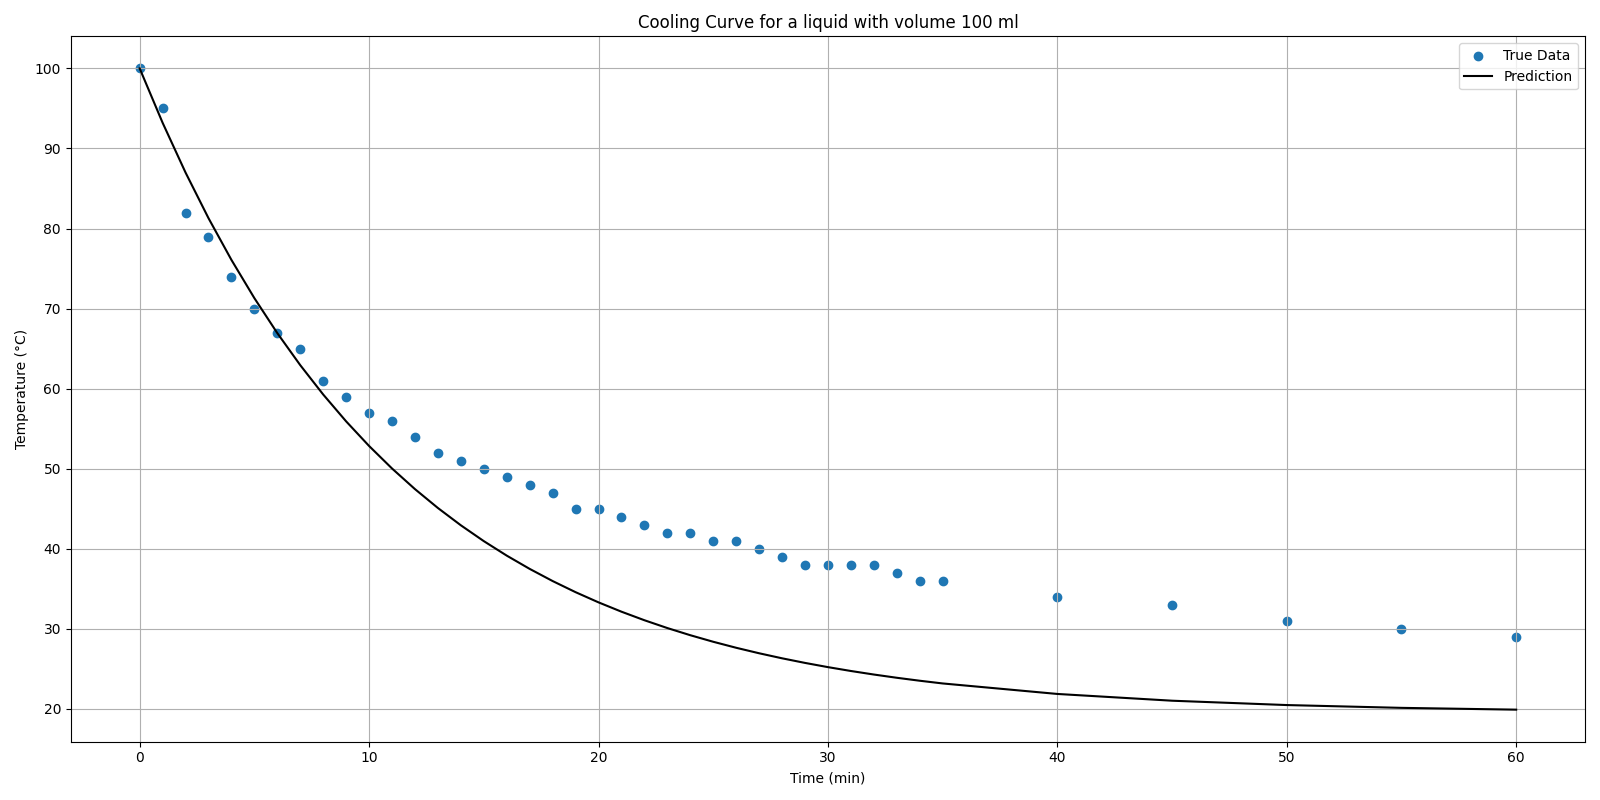 Cooling Curve for a liquid with volume 100 ml
True Data
Prediction
Temperature (°C)
100
90
80
70
60
50
40
30
20
0 10 20 30 40 50 60
Time (min)